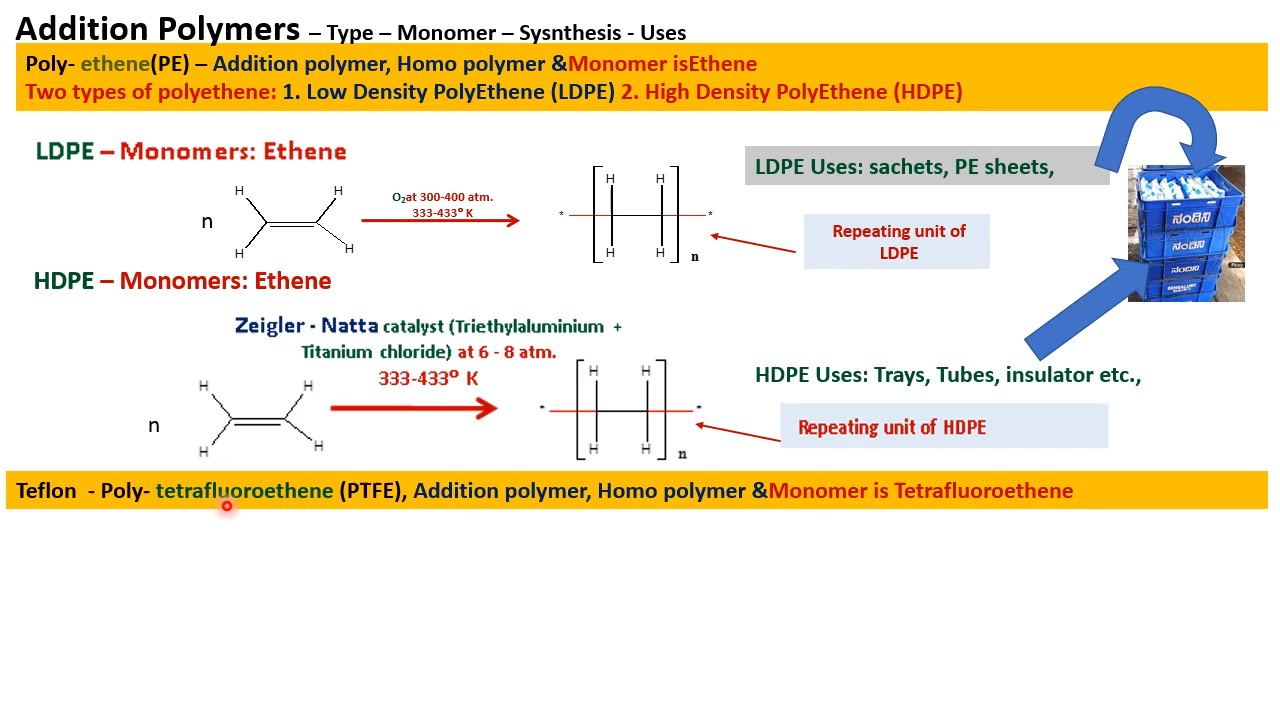 Addition Polymers – Type – Monomer – Sysnthesis - Uses
Poly- ethene(PE) – Addition polymer, Homo polymer &Monomer isEthene
Two types of polyethene: 1. Low Density PolyEthene (LDPE) 2. High Density PolyEthene (HDPE)
LDPE – Monomers: Ethene
LDPE Uses: sachets, PE sheets,
H H
H H
n
O₂at 300-400 atm.
333-433º K
H H
* *
H H
n
Repeating unit of
LDPE
ನಂದಿನಿ
ನಂದಿನಿ
ನಂದಿನಿ
HDPE – Monomers: Ethene
Zeigler - Natta catalyst (Triethylaluminium +
Titanium chloride) at 6 - 8 atm.
333-433º K
H H
n
H H
H H
* *
H H
n
HDPE Uses: Trays, Tubes, insulator etc.,
Repeating unit of HDPE
Teflon - Poly- tetrafluoroethene (PTFE), Addition polymer, Homo polymer &Monomer is Tetrafluoroethene